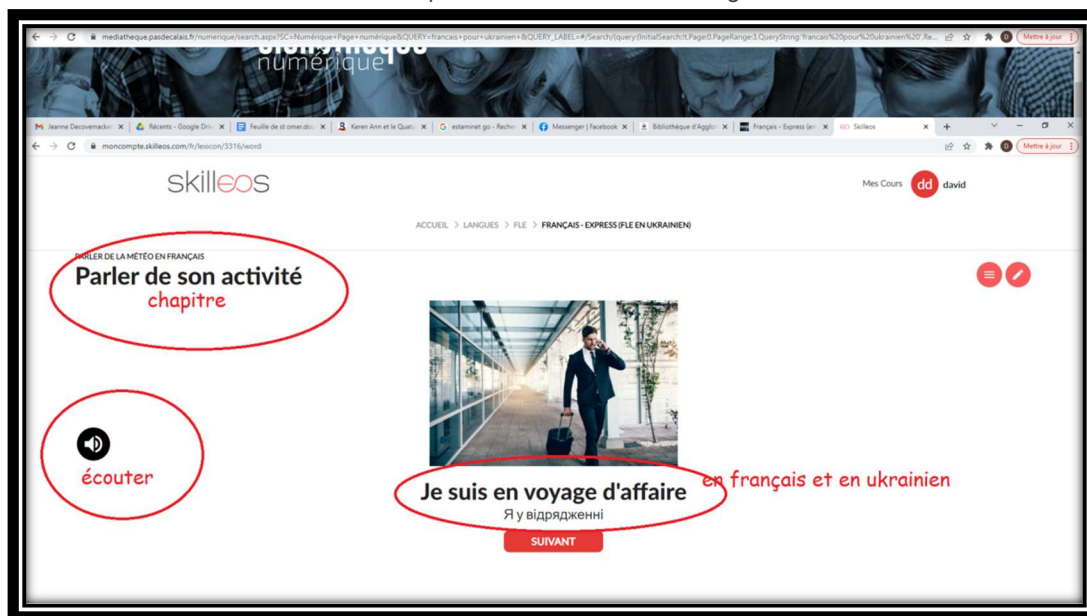 mediatheque.pasdecalais.fr/numerique/search.aspx?SC=Numérique+Page+numérique&QUERY=francais+pour+ukrainien+&QUERY_LABEL=#/Search/(query:(InitialSearch:!t,Page:0,PageRange:3,QueryString:'francais%20pour%20ukrainien%20',Re...
Mettre à jour
numérique
Récents - Google Driv
Feuille de st omer.doc
Keren Ann et le Quatu
estaminet go - Recher
Messenger | Facebook
Bibliothèque d'Agglo
Français - Express (en
Skilleos
moncompte.skilleos.com/fr/lexicon/3316/word
Mettre à jour
skilleos
Mes Cours dd david
ACCUEIL > LANGUES > FLE > FRANÇAIS - EXPRESS (FLE EN UKRAINIEN)
PARLER DE LA MÉTÉO EN FRANÇAIS
Parler de son activité
chapitre
écouter
Je suis en voyage d'affaire
en français et en ukrainien
Я у відрядженні
SUIVANT